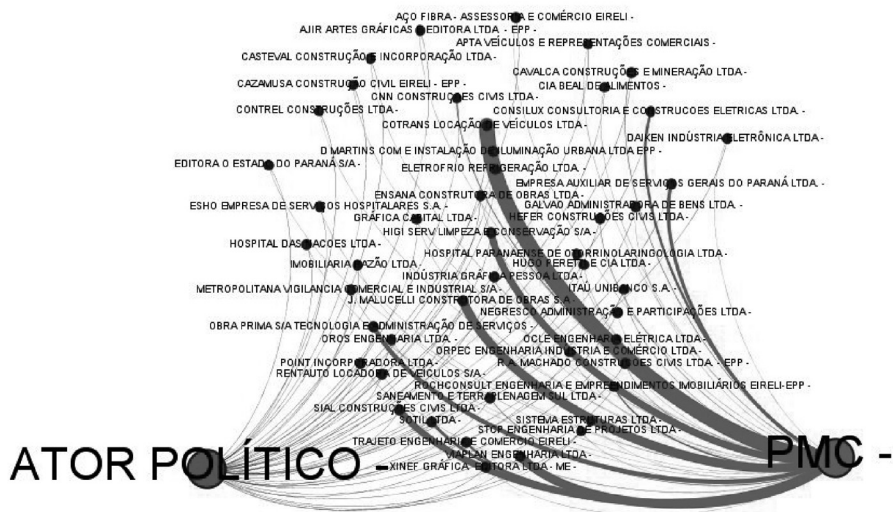 AÇO FIBRA - ASSESSORIA E COMÉRCIO EIRELI -
AJIR ARTES GRÁFICAS E EDITORA LTDA. - EPP -
APTA VEÍCULOS E REPRESENTAÇÕES COMERCIAIS -
CASTEVAL CONSTRUÇÃO E INCORPORAÇÃO LTDA -
CAVALCA CONSTRUÇÕES E MINERAÇÃO LTDA -
CAZAMUSA CONSTRUÇÃO CIVIL EIRELI - EPP -
CIA BEAL DE ALIMENTOS -
CNN CONSTRUÇÕES CIVIS LTDA -
CONTREL CONSTRUÇÕES LTDA -
CONSILUX CONSULTORIA E CONSTRUCOES ELETRICAS LTDA. -
COTRANS LOCAÇÃO DE VEÍCULOS LTDA -
DAIKEN INDÚSTRIA ELETRÔNICA LTDA -
D MARTINS COM E INSTALAÇÃO DE ILUMINAÇÃO URBANA LTDA EPP -
EDITORA O ESTADO DO PARANÁ S/A -
ELETROFRIO REFRIGERAÇÃO LTDA. -
EMPRESA AUXILIAR DE SERVIÇOS GERAIS DO PARANÁ LTDA. -
ENSANA CONSTRUTORA DE OBRAS LTDA -
ESHO EMPRESA DE SERVIÇOS HOSPITALARES S.A. -
GALVAO ADMINISTRADORA DE BENS LTDA. -
GRÁFICA CAPITAL LTDA -
HEFER CONSTRUÇÕES CIVIS LTDA -
HIGI SERV LIMPEZA E CONSERVAÇÃO S/A -
HOSPITAL DAS NACOES LTDA -
HOSPITAL PARANAENSE DE OTORRINOLARINGOLOGIA LTDA -
IMOBILIARIA RAZÃO LTDA -
HUGO PERETTI E CIA LTDA -
INDÚSTRIA GRÁFICA PESSOA LTDA -
METROPOLITANA VIGILANCIA COMERCIAL E INDUSTRIAL S/A -
ITAÚ UNIBANCO S.A. -
J. MALUCELLI CONSTRUTORA DE OBRAS S.A -
NEGRESCO ADMINISTRAÇÃO E PARTICIPAÇÕES LTDA -
OBRA PRIMA S/A TECNOLOGIA E ADMINISTRAÇÃO DE SERVIÇOS -
OROS ENGENHARIA LTDA. -
OCLE ENGENHARIA ELÉTRICA LTDA -
ORPEC ENGENHARIA INDÚSTRIA E COMÉRCIO LTDA -
POINT INCORPORADORA LTDA -
R.A. MACHADO CONSTRUÇÕES CIVIS LTDA. - EPP -
RENTAUTO LOCADORA DE VEÍCULOS S/A -
ROCHCONSULT ENGENHARIA E EMPREENDIMENTOS IMOBILIÁRIOS EIRELI-EPP -
SANEAMENTO E TERRAPLENAGEM SUL LTDA -
SIAL CONSTRUÇÕES CIVIS LTDA -
SOTIL LTDA -
SISTEMA ESTRUTURAS LTDA -
STCP ENGENHARIA DE PROJETOS LTDA -
TRAJETO ENGENHARIA E COMERCIO EIRELI -
VIAPLAN ENGENHARIA LTDA -
ATOR POLÍTICO -
PMC -
XINEF GRÁFICA EDITORA LTDA - ME -